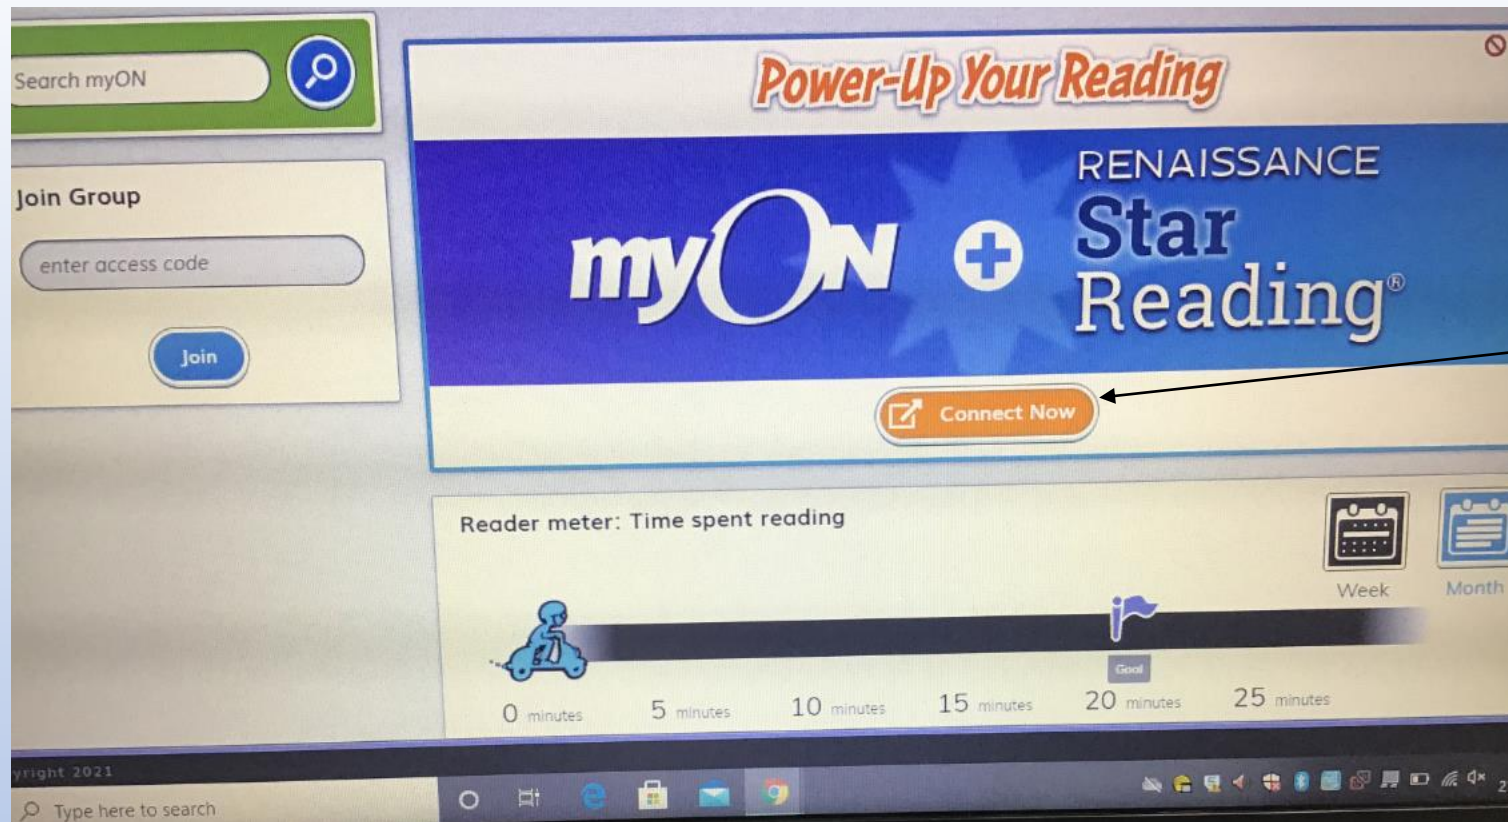 Search myON
Join Group
enter access code
Join
Power-Up Your Reading
myON
RENAISSANCE
Star
Reading®
Connect Now
Reader meter: Time spent reading
Week
Month
Goal
0 minutes
5 minutes
10 minutes
15 minutes
20 minutes
25 minutes
yright 2021
Type here to search